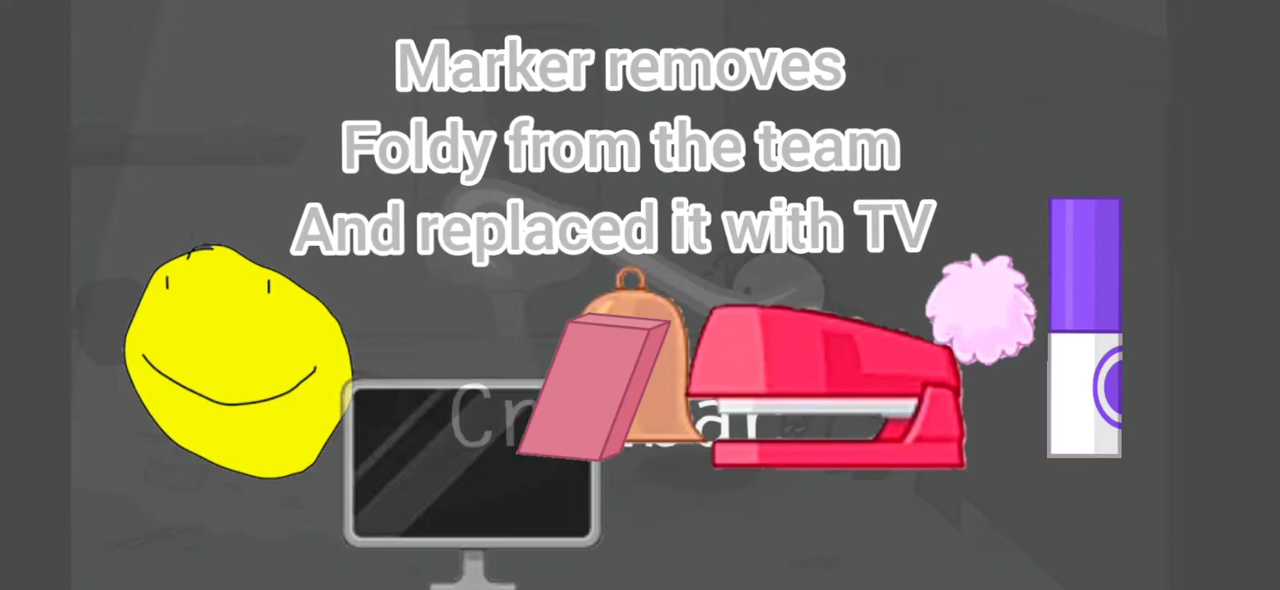 Marker removes
Foldy from the team
And replaced it with TV